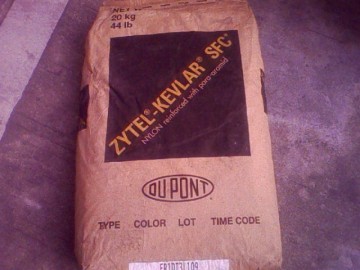 NET WT
20 kg
44 lb
ZYTEL®-KEVLAR® SFC*
NYLON reinforced with para-aramid
DU PONT
TYPE COLOR LOT TIME CODE